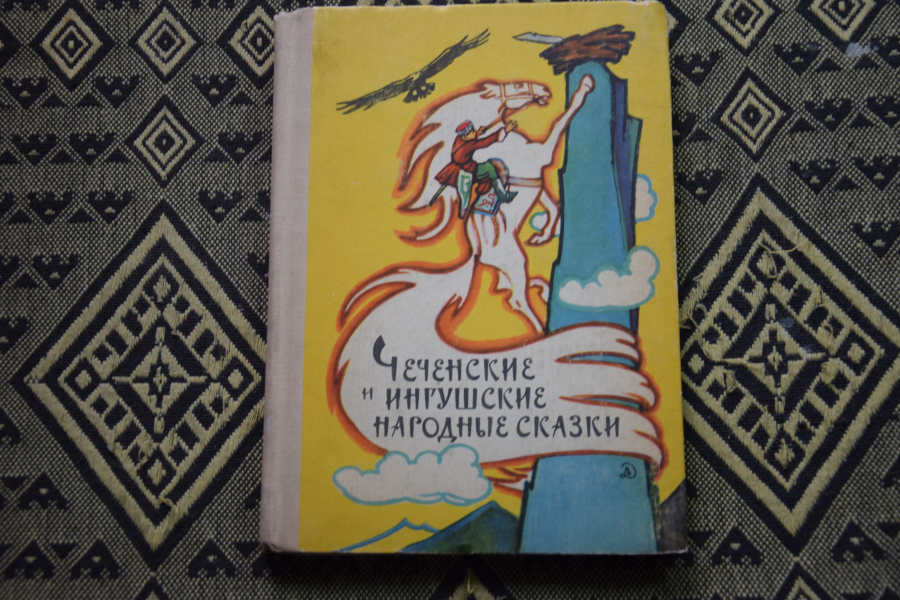 Чеченские
и ингушские
народные сказки
Д